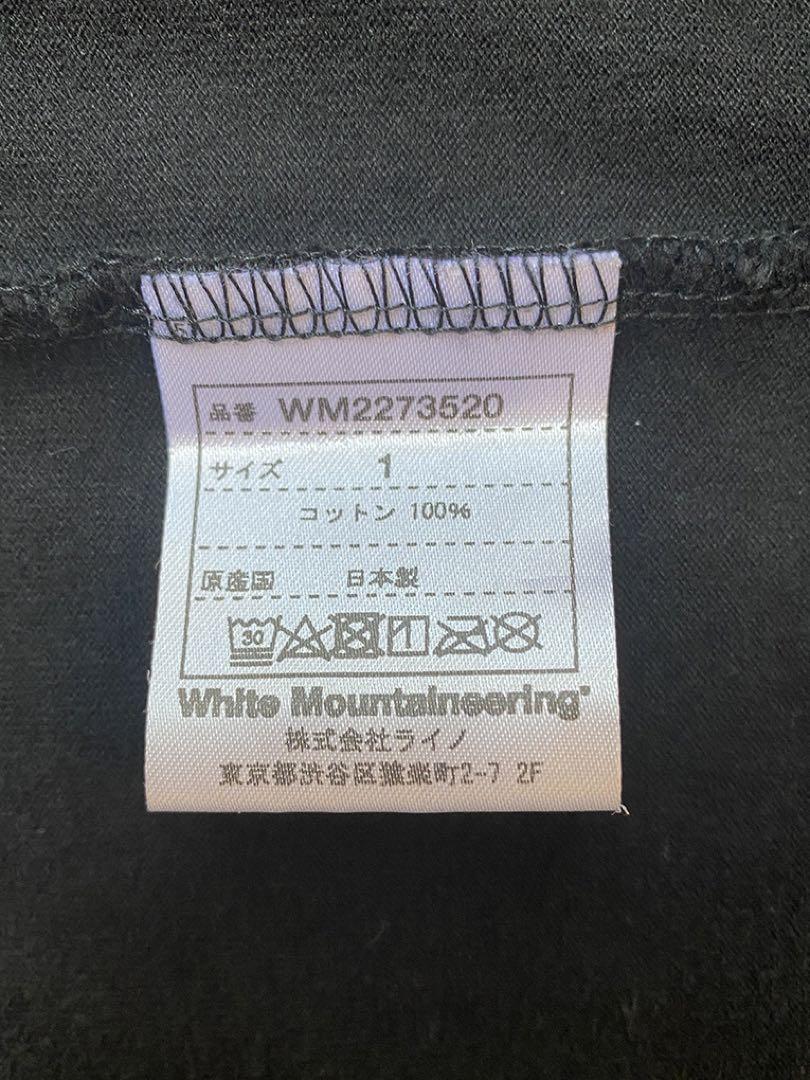 品番 WM2273520
サイズ 1
コットン 100%
原産国 日本製
30
White Mountaineering
株式会社ライノ
東京都渋谷区猿楽町2-7 2F